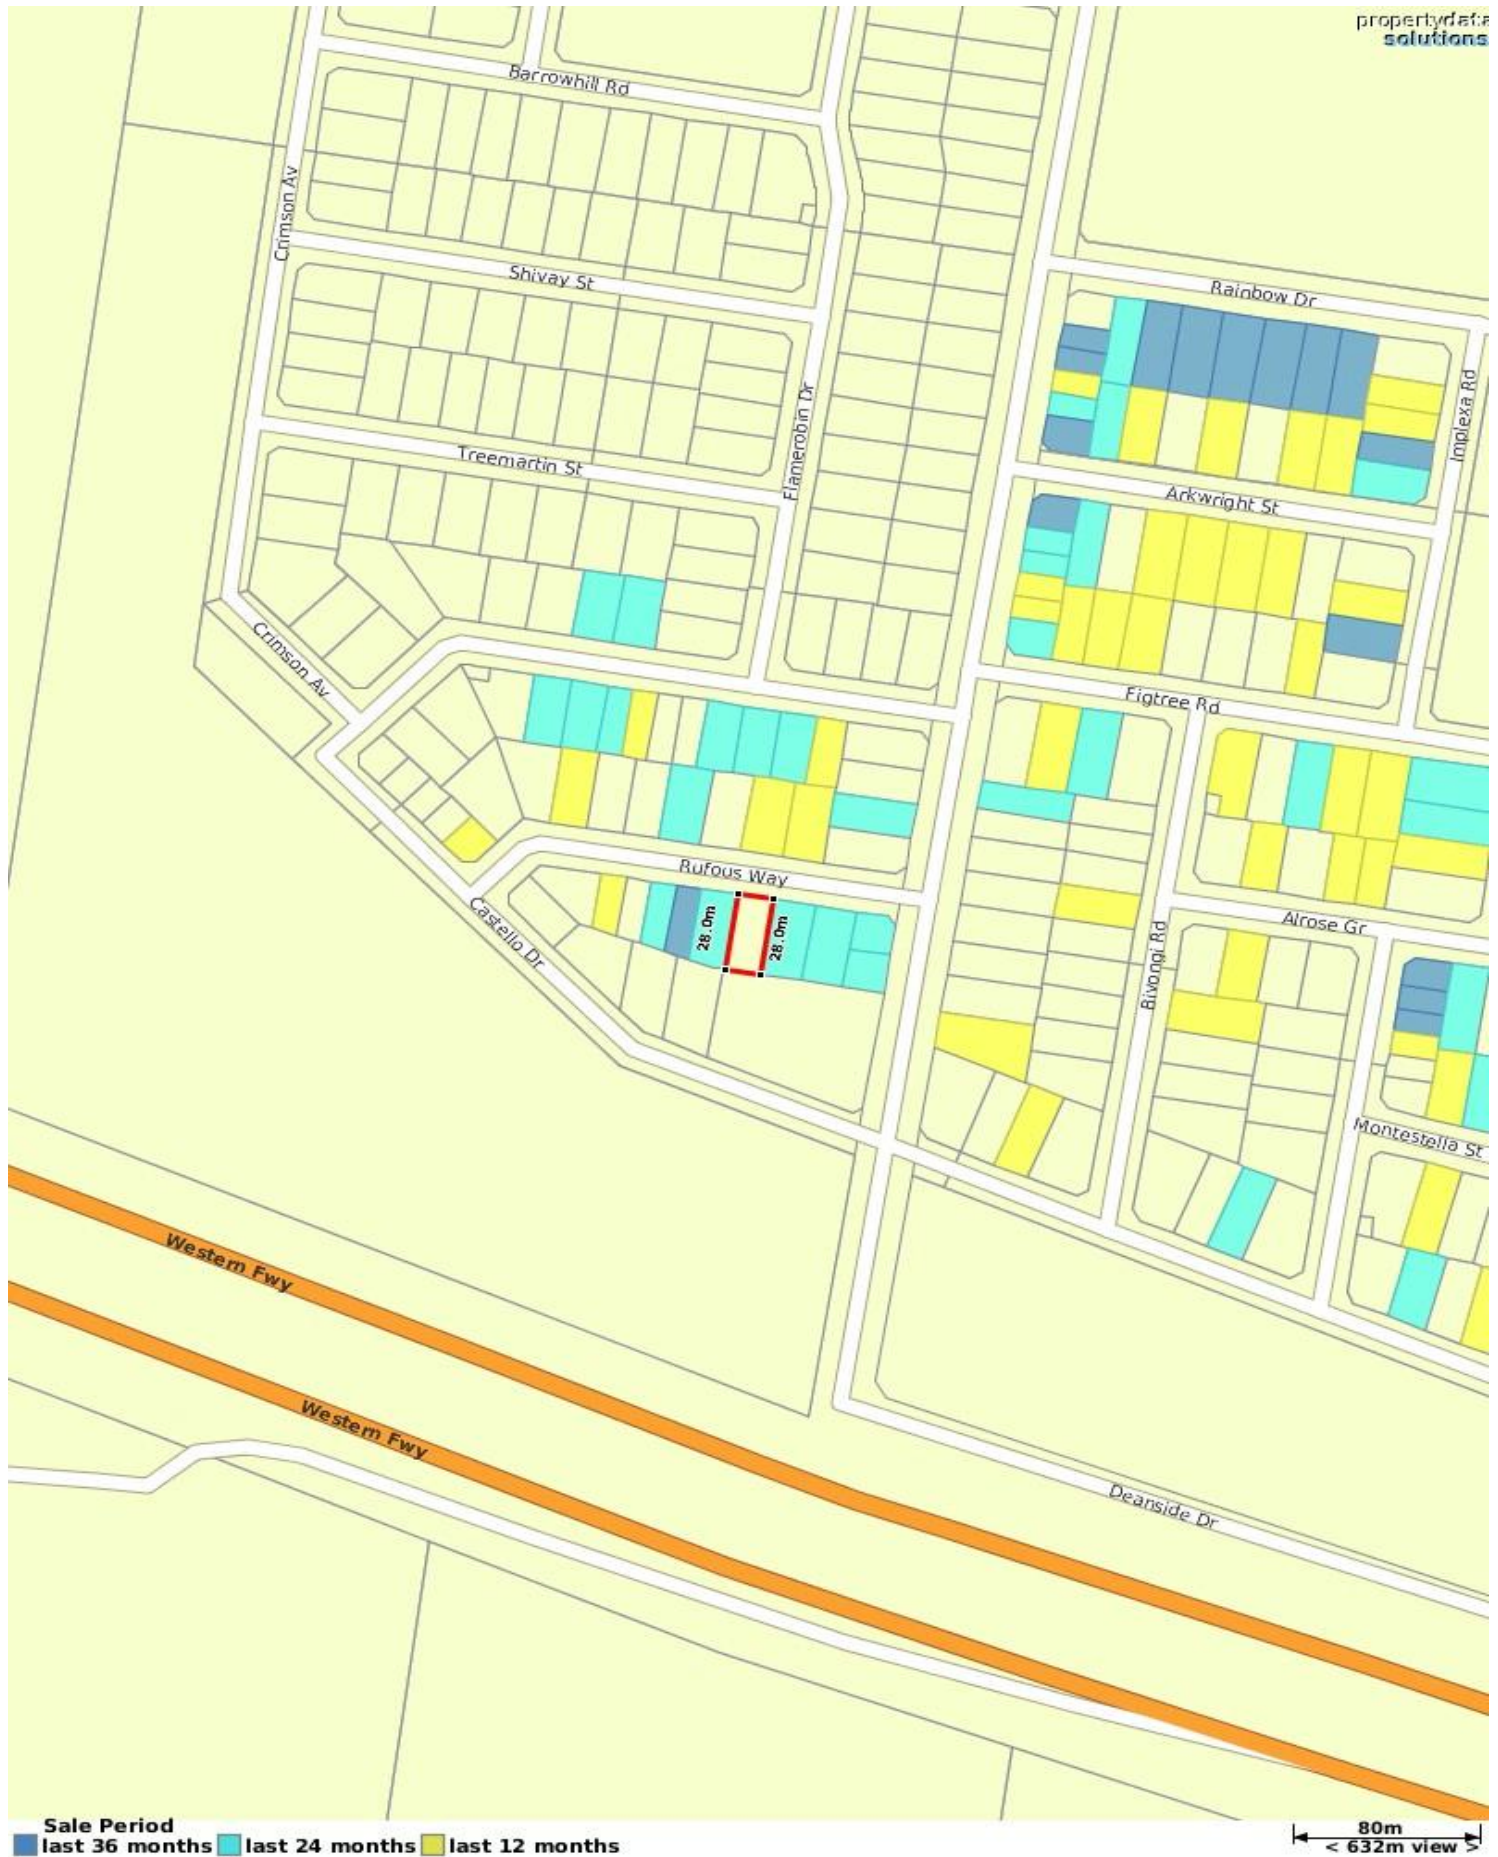 propertydata
solutions
Barrowhill Rd
Crimson Av
Shivay St
Rainbow Dr
Implexa Rd
Flamerobin Dr
Treemartin St
Arkwright St
Crimson Av
Figtree Rd
Rufous Way
Castello Dr
28.0m
28.0m
Alrose Gr
Bivongi Rd
Montestella St
Western Fwy
Western Fwy
Deanside Dr
Sale Period
last 36 months last 24 months last 12 months
80m
< 632m view >